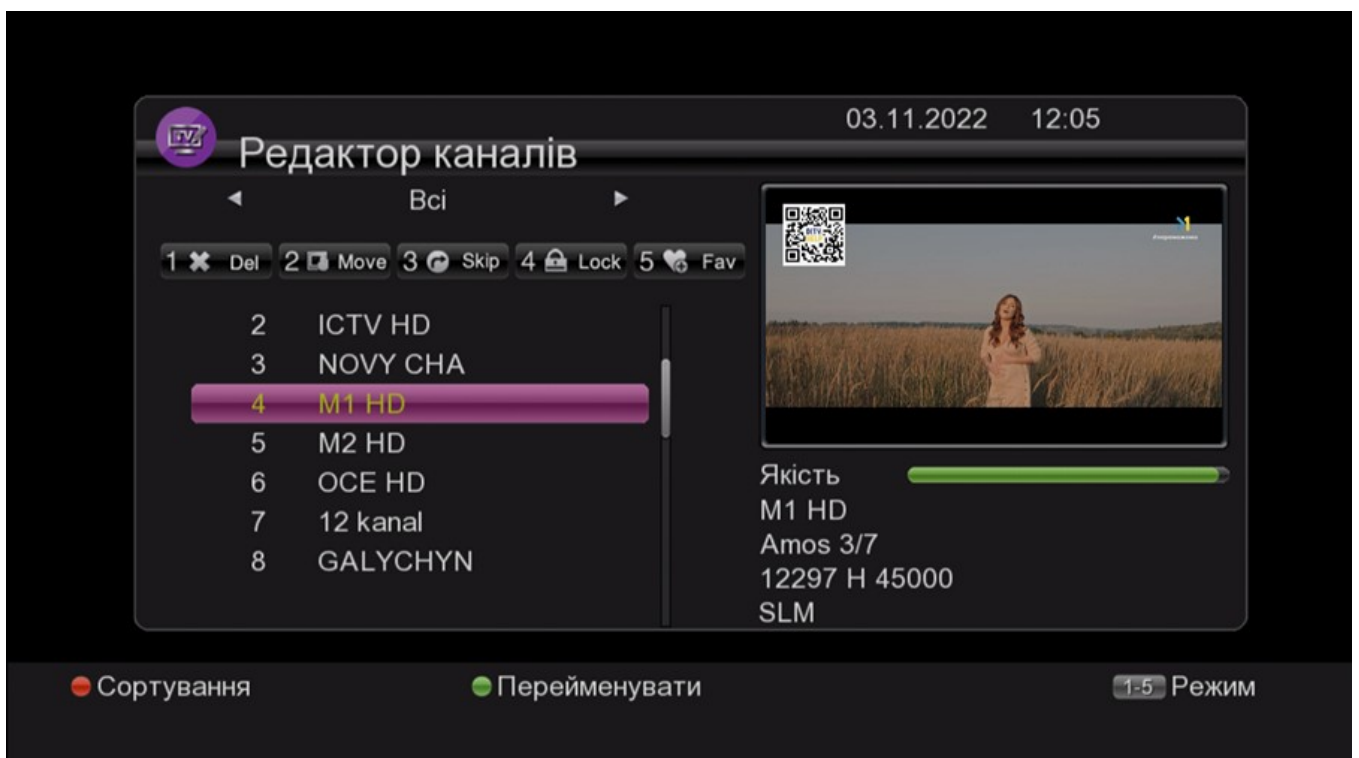 03.11.2022 12:05
Редактор каналів
Всі
1 Del 2 Move 3 Skip 4 Lock 5 Fav
2 ICTV HD
3 NOVY CHA
4 M1 HD
5 M2 HD
6 OCE HD
7 12 kanal
8 GALYCHYN
Якість
M1 HD
Amos 3/7
12297 H 45000
SLM
Сортування Перейменувати 1-5 Режим